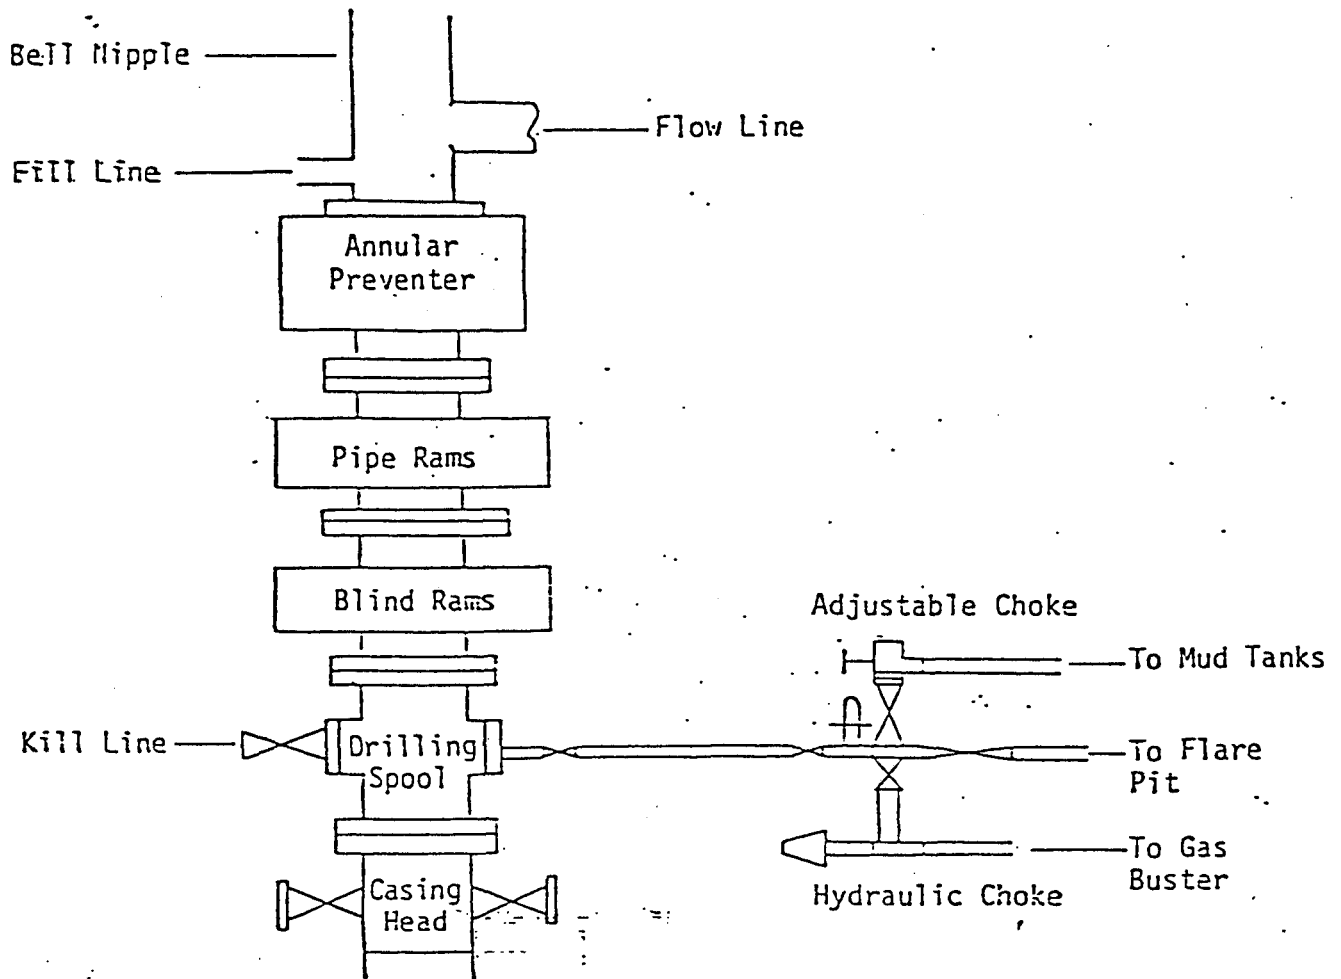 Bell Nipple
Flow Line
Fill Line
Annular
Preventer
Pipe Rams
Blind Rams
Adjustable Choke
To Mud Tanks
Kill Line
Drilling
Spool
To Flare
Pit
To Gas
Buster
Hydraulic Choke
Casing
Head